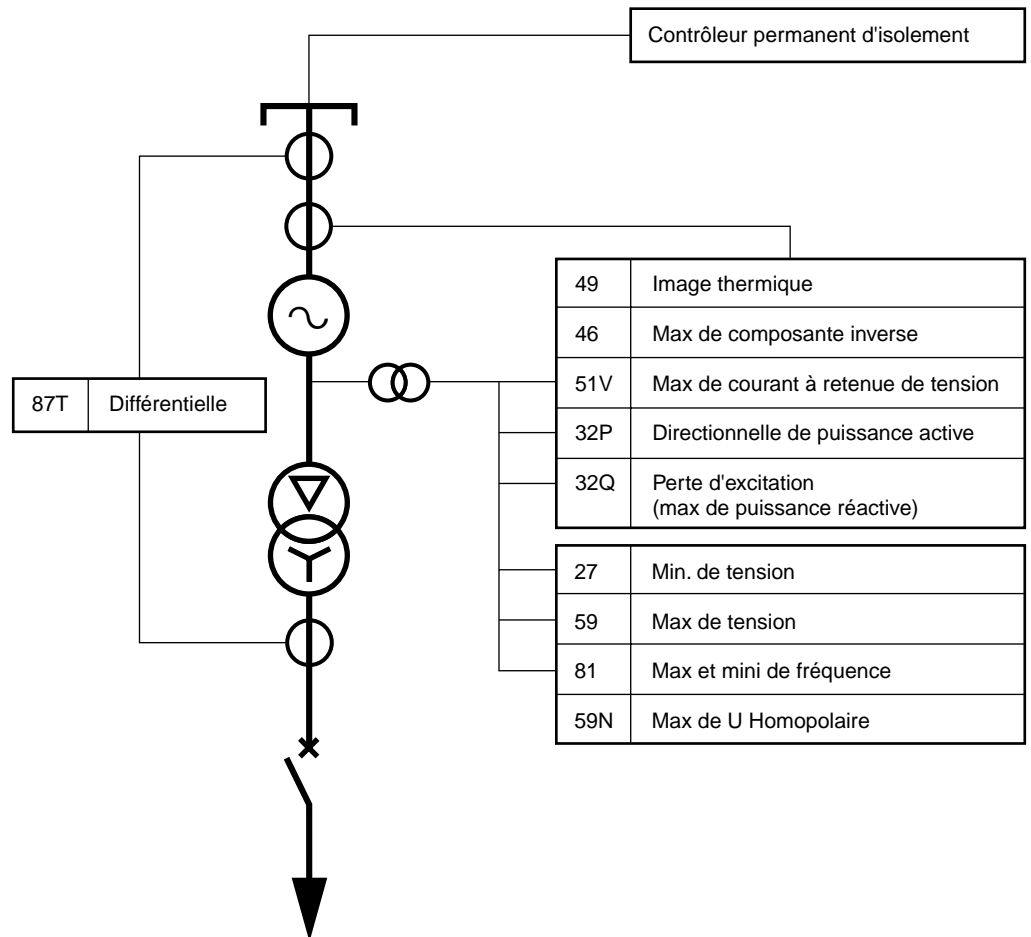 Contrôleur permanent d'isolement
49 Image thermique
46 Max de composante inverse
51V Max de courant à retenue de tension
87T Différentielle
32P Directionnelle de puissance active
32Q Perte d'excitation
(max de puissance réactive)
27 Min. de tension
59 Max de tension
81 Max et mini de fréquence
59N Max de U Homopolaire